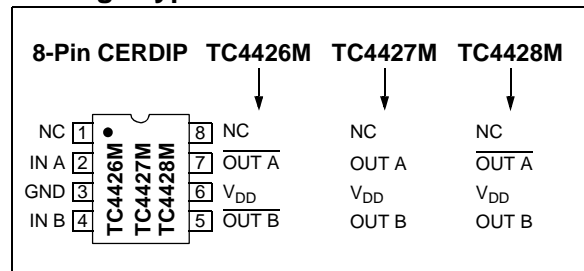 8-Pin CERDIP TC4426M TC4427M TC4428M
NC 1 8 NC NC NC
IN A 2 7 OUT A OUT A OUT A
GND 3 6 VDD VDD VDD
IN B 4 5 OUT B OUT B OUT B
TC4426M
TC4427M
TC4428M